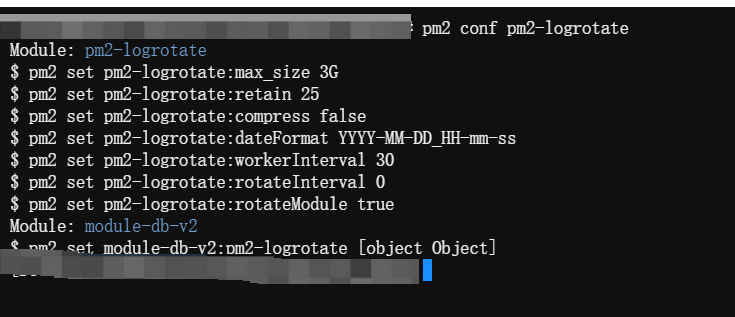 pm2 conf pm2-logrotate
Module: pm2-logrotate
$ pm2 set pm2-logrotate:max_size 3G
$ pm2 set pm2-logrotate:retain 25
$ pm2 set pm2-logrotate:compress false
$ pm2 set pm2-logrotate:dateFormat YYYY-MM-DD_HH-mm-ss
$ pm2 set pm2-logrotate:workerInterval 30
$ pm2 set pm2-logrotate:rotateInterval 0
$ pm2 set pm2-logrotate:rotateModule true
Module: module-db-v2
$ pm2 set module-db-v2:pm2-logrotate [object Object]